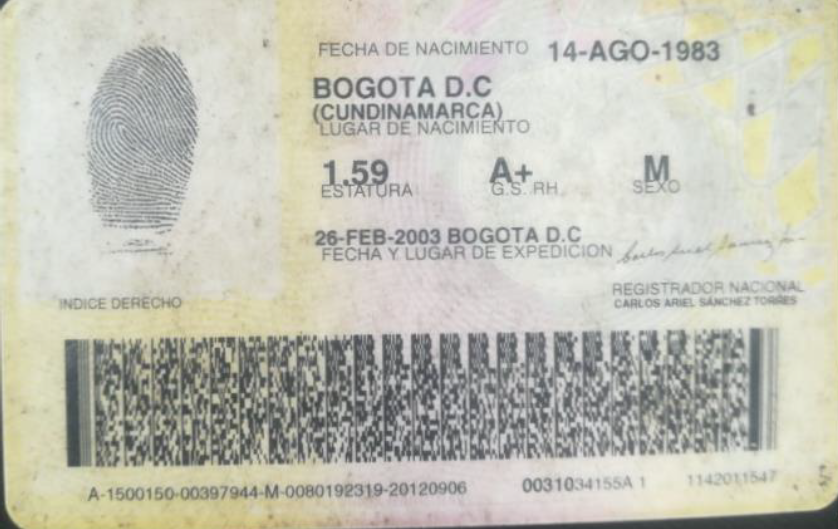 FECHA DE NACIMIENTO 14-AGO-1983
BOGOTA D.C
(CUNDINAMARCA)
LUGAR DE NACIMIENTO
1.59 A+ M
ESTATURA G.S. RH SEXO
26-FEB-2003 BOGOTA D.C
FECHA Y LUGAR DE EXPEDICION
INDICE DERECHO
REGISTRADOR NACIONAL
CARLOS ARIEL SÁNCHEZ TORRES
A-1500150-00397944-M-0080192319-20120906 0031034155A 1 1142011547